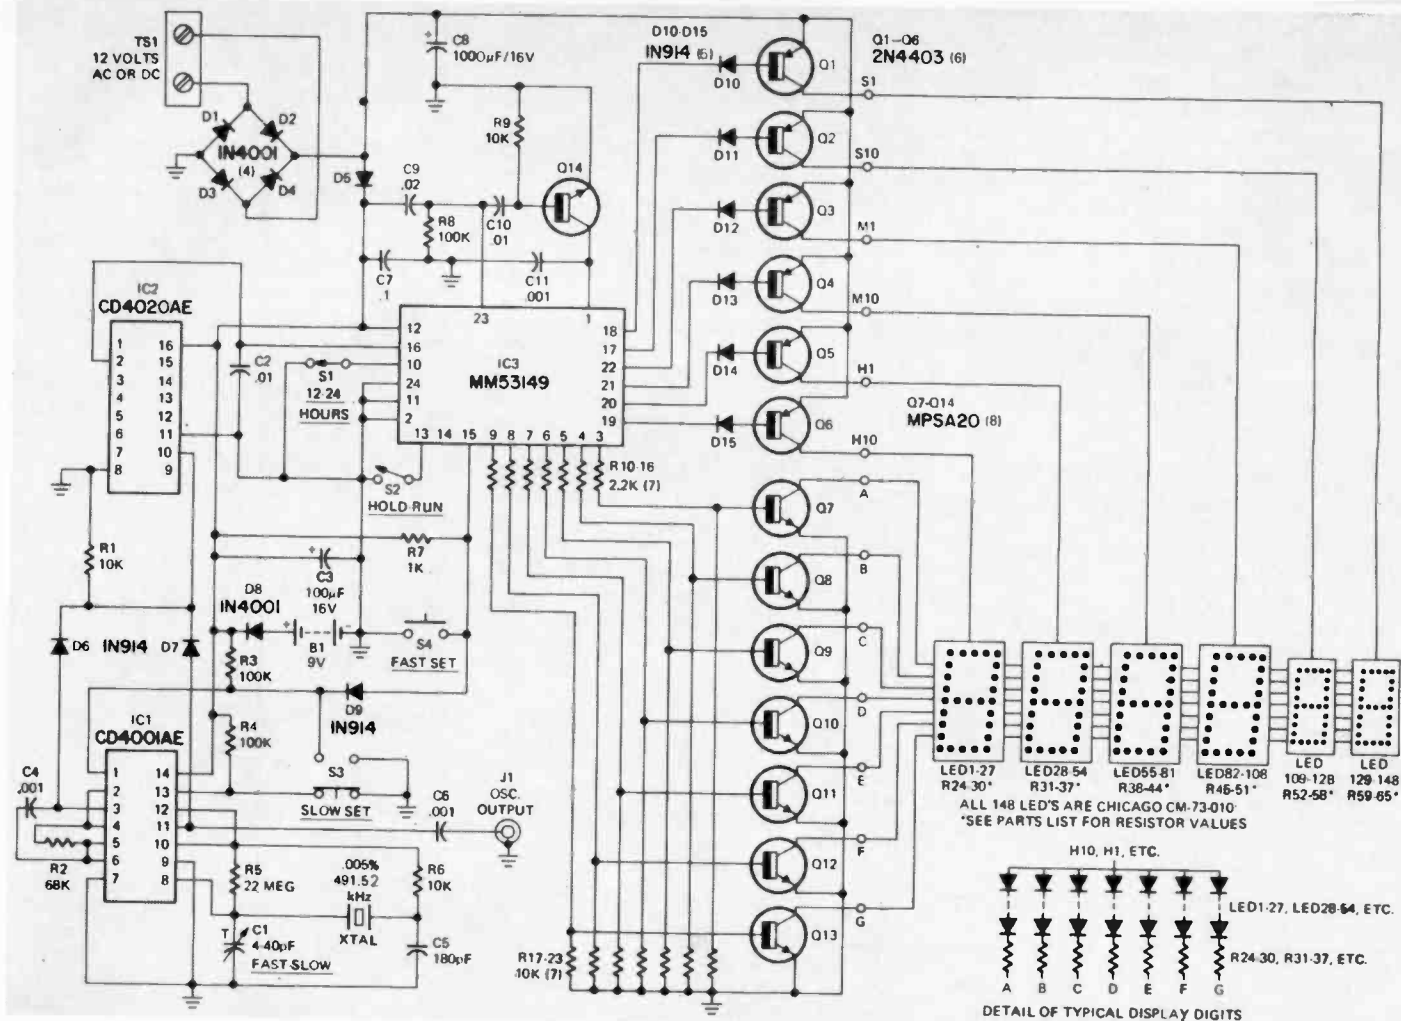 TS1
12 VOLTS
AC OR DC
D1
D2
1N4001
(4)
D3
D4
D5
C8
1000µF/16V
R9
10K
Q14
C9
.02
R8
100K
C10
.01
C7
.1
C11
.001
D10-D15
1N914 (6)
Q1-Q6
2N4403 (6)
D10
Q1
S1
D11
Q2
S10
D12
Q3
M1
D13
Q4
M10
D14
Q5
H1
D15
Q6
H10
Q7-Q14
MPSA20 (8)
IC2
CD4020AE
1
2
3
4
5
6
7
8
16
15
14
13
12
11
10
9
C2
.01
S1
12-24
HOURS
IC3
MM53149
12
16
10
24
11
2
23
1
18
17
22
21
20
19
13
14
15
9
8
7
6
5
4
3
S2
HOLD-RUN
R10-16
2.2K (7)
R1
10K
R7
1K
C3
100µF
16V
D8
1N4001
B1
9V
S4
FAST SET
D6
1N914
D7
R3
100K
D9
1N914
IC1
CD4001AE
R4
100K
1
2
3
4
5
6
7
14
13
12
11
10
9
8
C4
.001
R2
68K
S3
SLOW SET
C6
.001
J1
OSC.
OUTPUT
R5
22 MEG
.005%
491.52
kHz
XTAL
R6
10K
T
C1
4-40pF
FAST-SLOW
C5
180pF
R17-23
10K (7)
Q7
A
Q8
B
Q9
C
Q10
D
Q11
E
Q12
F
Q13
G
LED1-27
R24-30*
LED28-54
R31-37*
LED55-81
R38-44*
LED82-108
R45-51*
LED
109-128
R52-58*
LED
129-148
R59-65*
ALL 148 LED'S ARE CHICAGO CM-73-010
*SEE PARTS LIST FOR RESISTOR VALUES
H10, H1, ETC.
LED1-27, LED28-54, ETC.
R24-30, R31-37, ETC.
A B C D E F G
DETAIL OF TYPICAL DISPLAY DIGITS